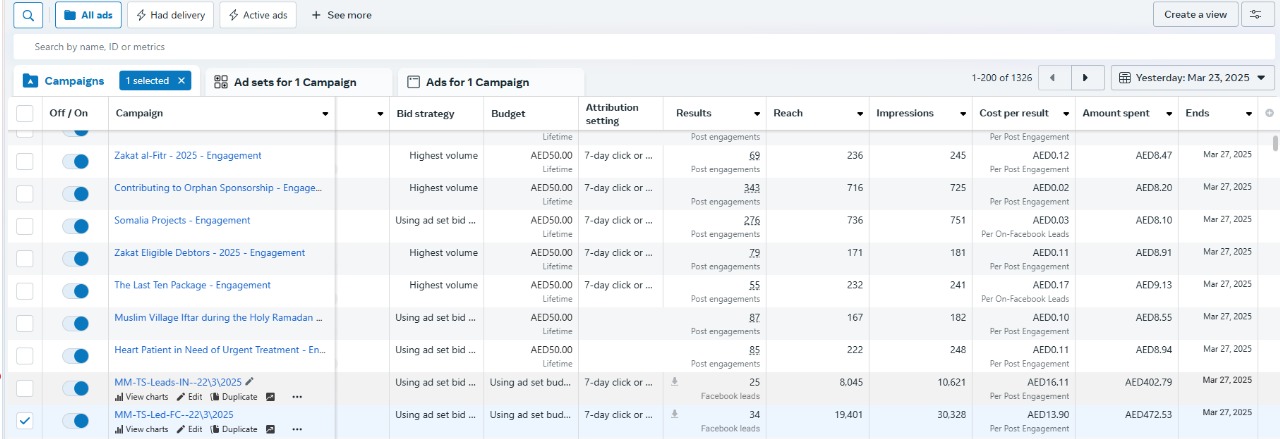 All ads Had delivery Active ads + See more Create a view
Search by name, ID or metrics
Campaigns 1 selected × Ad sets for 1 Campaign Ads for 1 Campaign 1-200 of 1326 Yesterday: Mar 23, 2025
Off / On Campaign Bid strategy Budget Attribution setting Results Reach Impressions Cost per result Amount spent Ends
Lifetime Post engagements Per Post Engagement
Zakat al-Fitr - 2025 - Engagement Highest volume AED50.00 7-day click or ... 69 236 245 AED0.12 AED8.47 Mar 27, 2025
Lifetime Post engagements Per Post Engagement
Contributing to Orphan Sponsorship - Engage... Highest volume AED50.00 7-day click or ... 343 716 725 AED0.02 AED8.20 Mar 27, 2025
Lifetime Post engagements Per Post Engagement
Somalia Projects - Engagement Using ad set bid ... AED50.00 7-day click or ... 276 736 751 AED0.03 AED8.10 Mar 27, 2025
Lifetime Post engagements Per On-Facebook Leads
Zakat Eligible Debtors - 2025 - Engagement Highest volume AED50.00 7-day click or ... 79 171 181 AED0.11 AED8.91 Mar 27, 2025
Lifetime Post engagements Per Post Engagement
The Last Ten Package - Engagement Highest volume AED50.00 7-day click or ... 55 232 241 AED0.17 AED9.13 Mar 27, 2025
Lifetime Post engagements Per On-Facebook Leads
Muslim Village Iftar during the Holy Ramadan ... Using ad set bid ... AED50.00 87 167 182 AED0.10 AED8.55 Mar 27, 2025
Lifetime Post engagements Per Post Engagement
Heart Patient in Need of Urgent Treatment - En... Using ad set bid ... AED50.00 85 222 248 AED0.11 AED8.94 Mar 27, 2025
Lifetime Post engagements Per Post Engagement
MM-TS-Leads-IN--22\3\2025 Using ad set bid ... Using ad set bud... 7-day click or ... 25 8.045 10,621 AED16.11 AED402.79 Mar 27, 2025
View charts Edit Duplicate ... Facebook leads Per Post Engagement
MM-TS-Led-FC--22\3\2025 Using ad set bid ... Using ad set bud... 7-day click or ... 34 19,401 30,328 AED13.90 AED472.53 Mar 27, 2025
View charts Edit Duplicate ... Facebook leads Per Post Engagement